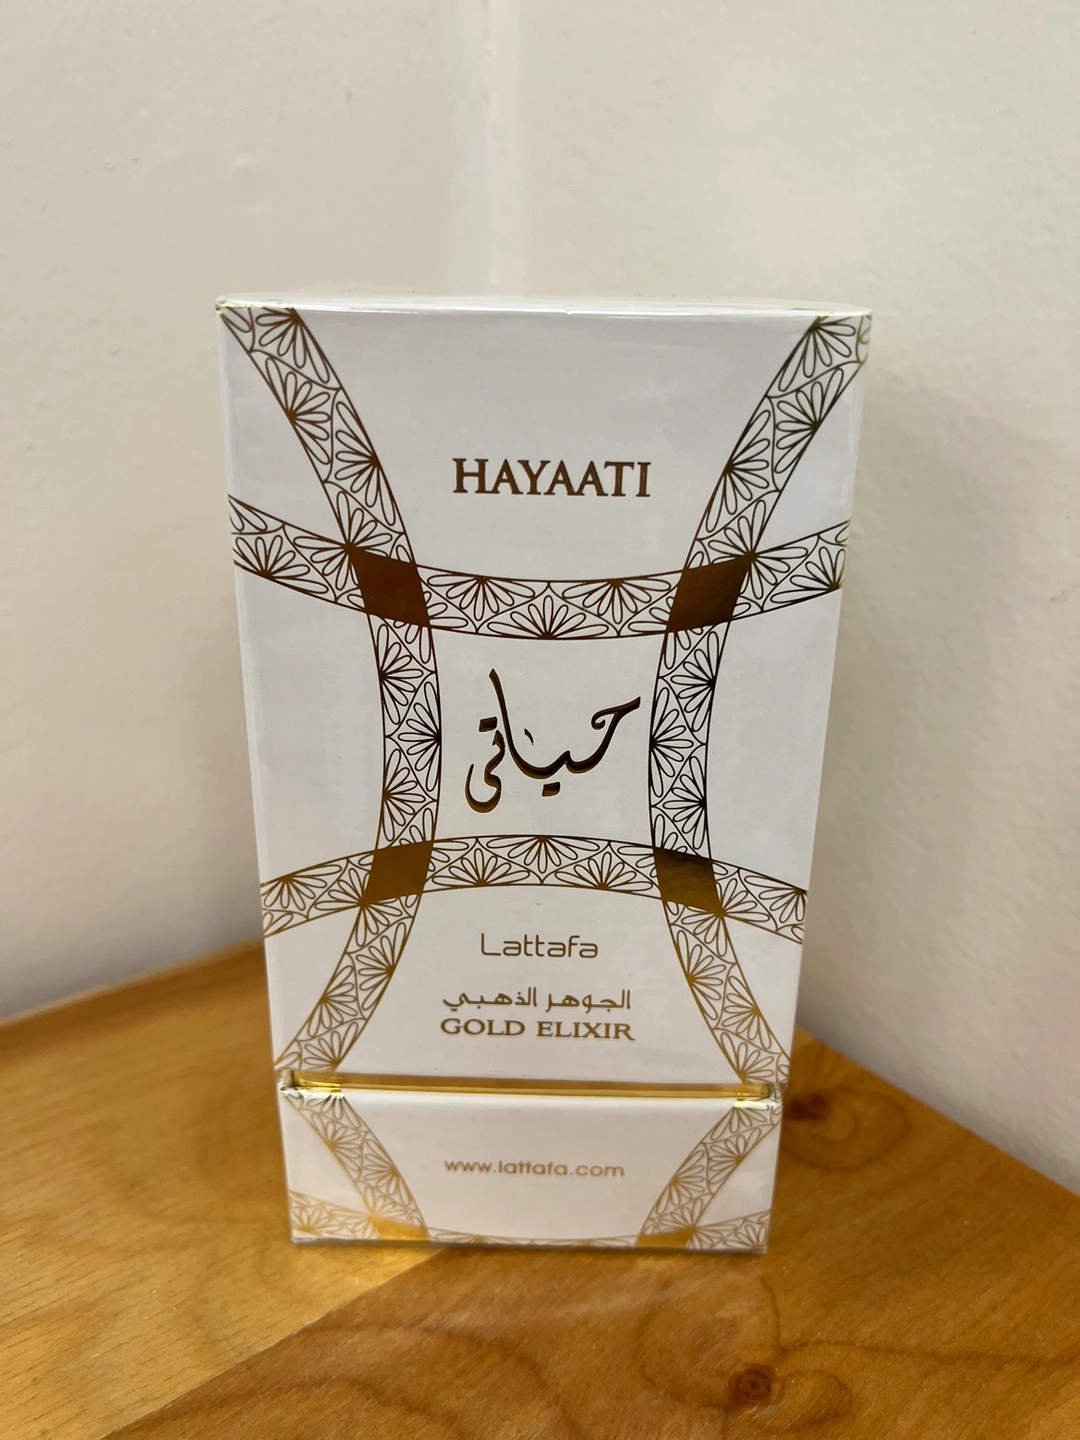 HAYAATI
حياتي
Lattafa
الجوهر الذهبي
GOLD ELIXIR
www.lattafa.com